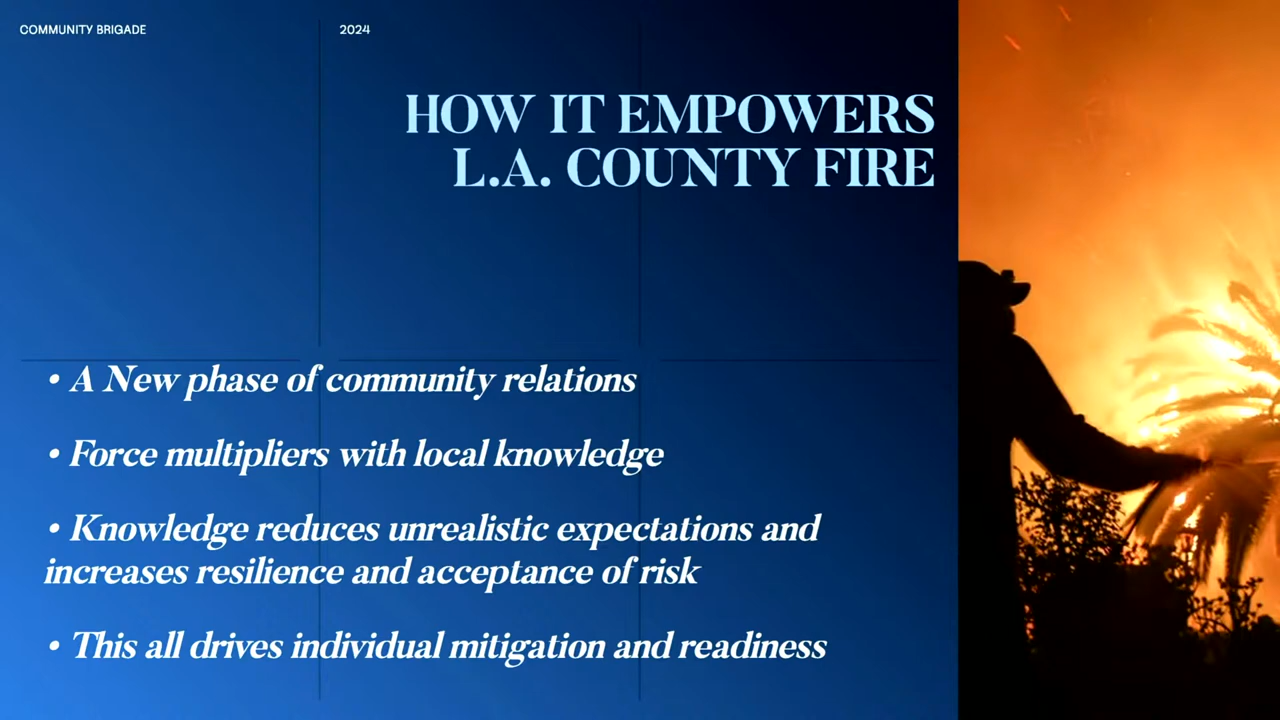 COMMUNITY BRIGADE
2024
HOW IT EMPOWERS
L.A. COUNTY FIRE
• A New phase of community relations
• Force multipliers with local knowledge
• Knowledge reduces unrealistic expectations and
increases resilience and acceptance of risk
• This all drives individual mitigation and readiness